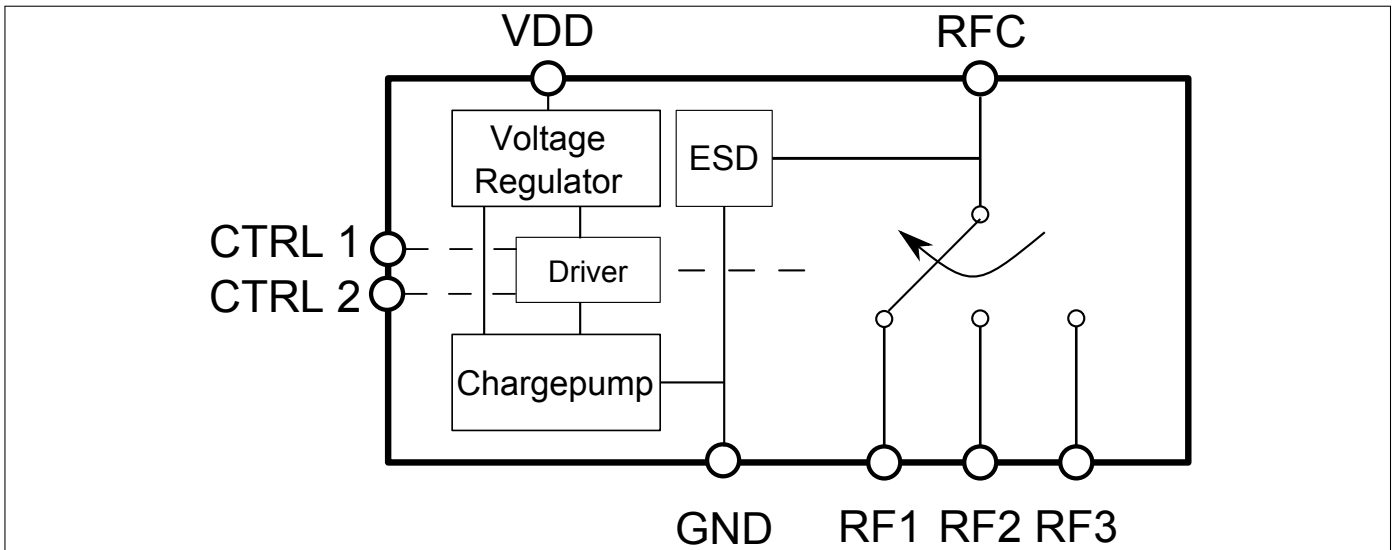 VDD
RFC
Voltage
Regulator
ESD
CTRL 1
Driver
CTRL 2
Chargepump
GND
RF1
RF2
RF3